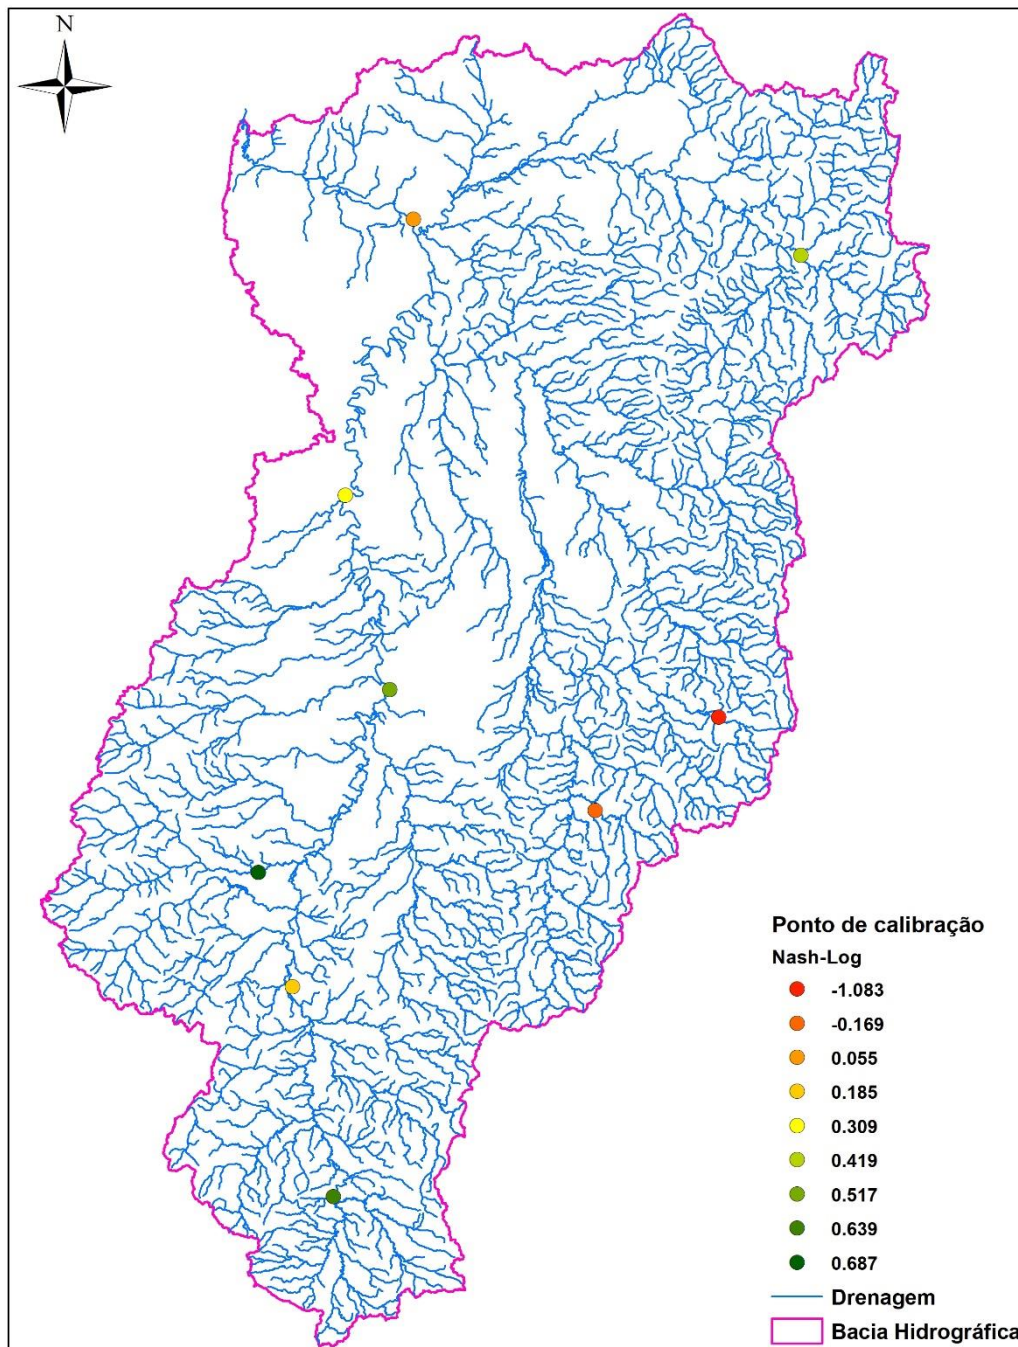 N
Ponto de calibração
Nash-Log
-1.083
-0.169
0.055
0.185
0.309
0.419
0.517
0.639
0.687
Drenagem
Bacia Hidrográfica